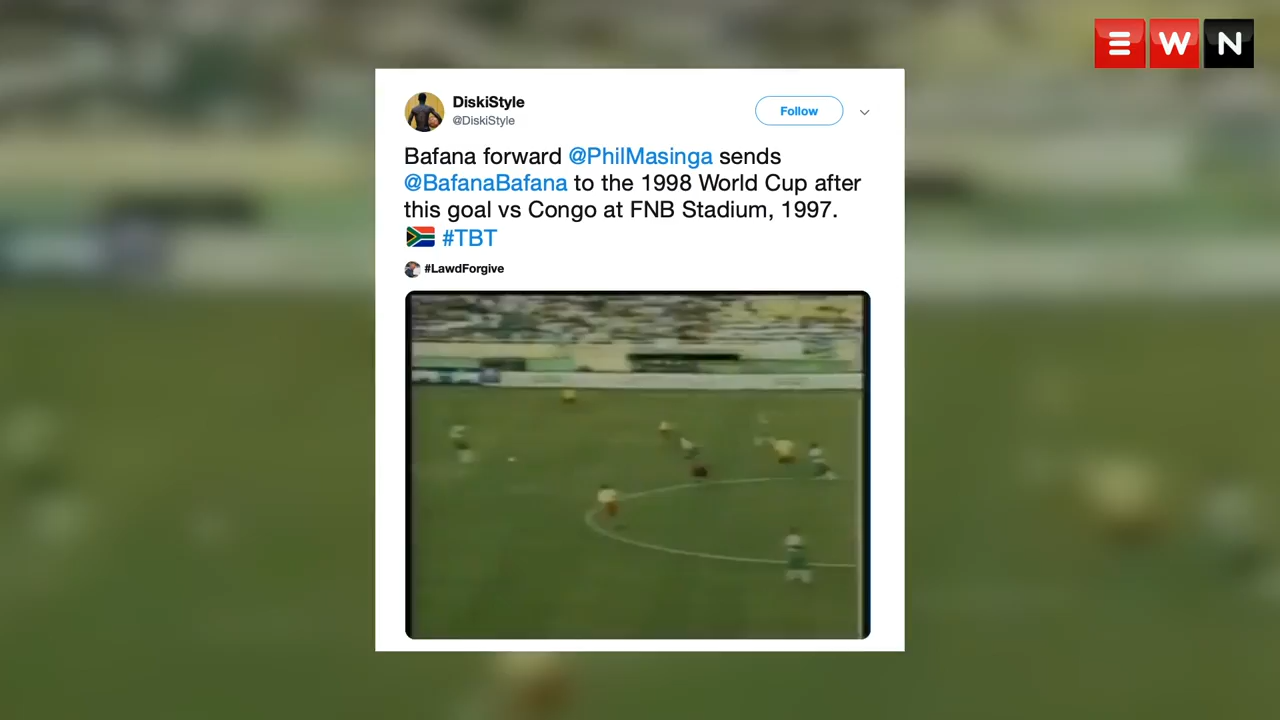 EWN
DiskiStyle
@DiskiStyle
Follow
Bafana forward @PhilMasinga sends
@BafanaBafana to the 1998 World Cup after
this goal vs Congo at FNB Stadium, 1997.
#TBT
#LawdForgive